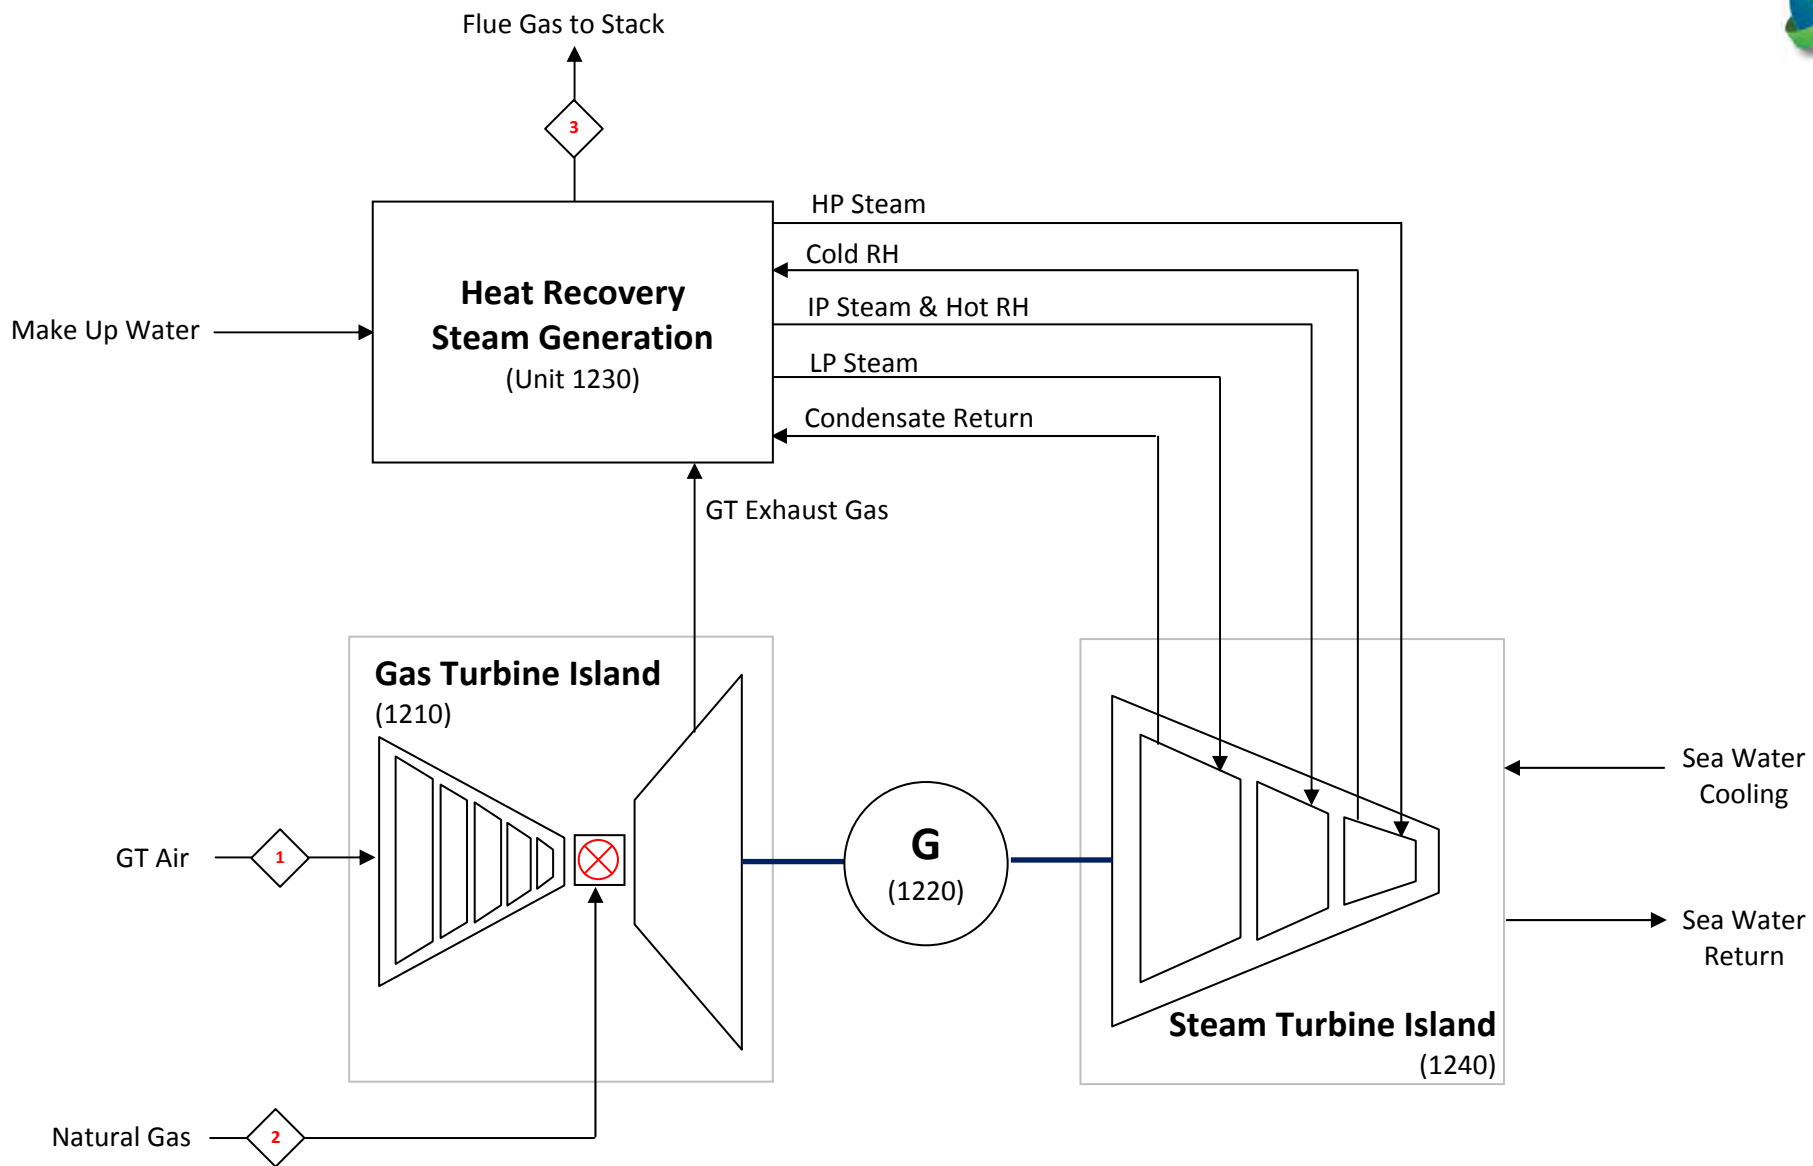 Flue Gas to Stack
3
HP Steam
Cold RH
Heat Recovery
Steam Generation
(Unit 1230)
IP Steam & Hot RH
Make Up Water
LP Steam
Condensate Return
GT Exhaust Gas
Gas Turbine Island
(1210)
Sea Water
Cooling
G
(1220)
GT Air
1
Sea Water
Return
Steam Turbine Island
(1240)
Natural Gas
2